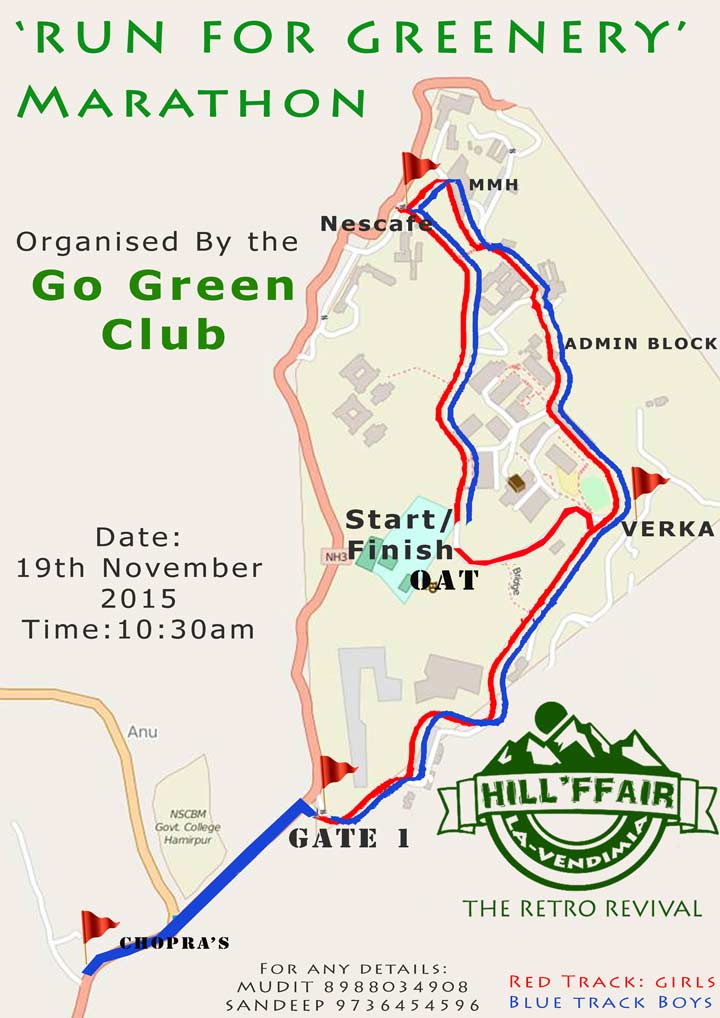 ‘RUN FOR GREENERY’
MARATHON
MMH
Nescafe
Organised By the
Go Green
Club
ADMIN BLOCK
Start/
Finish
OAT
VERKA
NH3
Bridge
Date:
19th November
2015
Time:10:30am
Anu
NSCBM
Govt. College
Hamirpur
GATE 1
CHOPRA'S
HILL'FFAIR
LA-VENDIMIA
THE RETRO REVIVAL
FOR ANY DETAILS:
MUDIT 8988034908
SANDEEP 9736454596
RED TRACK: GIRLS
BLUE TRACK BOYS